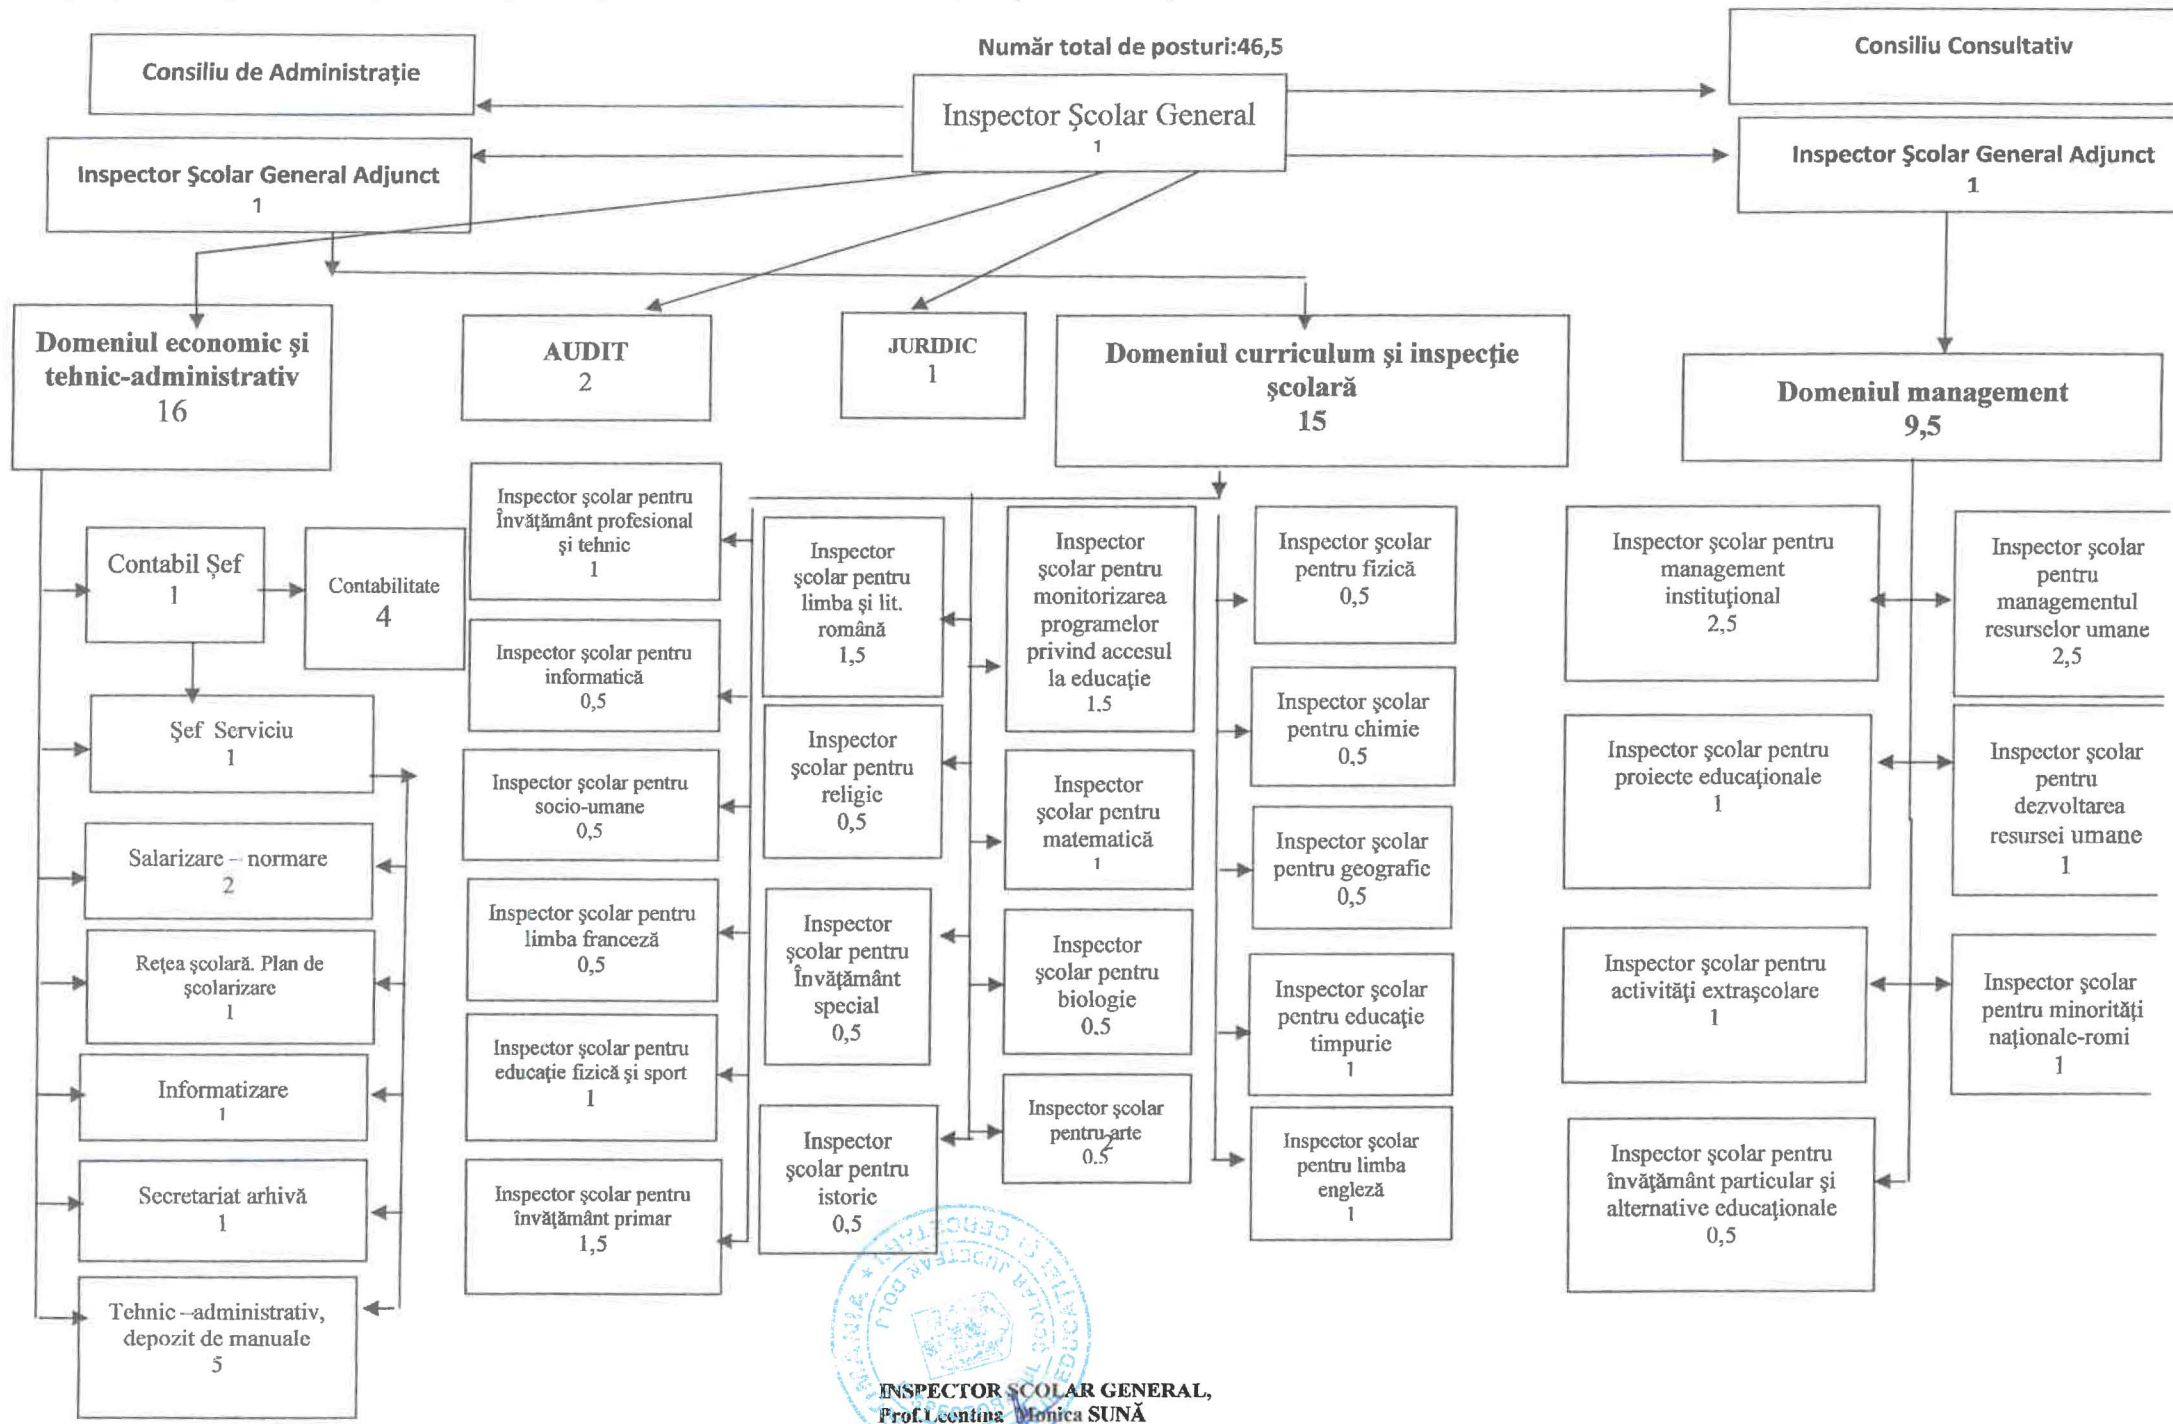 Număr total de posturi:46,5
Consiliu de Administrație
Inspector Școlar General
1
Consiliu Consultativ
Inspector Școlar General Adjunct
1
Inspector Școlar General Adjunct
1
Domeniul economic și
tehnic-administrativ
16
AUDIT
2
JURIDIC
1
Domeniul curriculum și inspecție
școlară
15
Domeniul management
9,5
Contabil Șef
1
Contabilitate
4
Șef Serviciu
1
Salarizare – normare
2
Rețea școlară. Plan de
școlarizare
1
Informatizare
1
Secretariat arhivă
1
Tehnic –administrativ,
depozit de manuale
5
Inspector școlar pentru
Învățământ profesional
și tehnic
1
Inspector școlar pentru
informatică
0,5
Inspector școlar pentru
socio-umane
0,5
Inspector școlar pentru
limba franceză
0,5
Inspector școlar pentru
educație fizică și sport
1
Inspector școlar pentru
învățământ primar
1,5
Inspector
școlar pentru
limba și lit.
română
1,5
Inspector
școlar pentru
religie
0,5
Inspector
școlar pentru
Învățământ
special
0,5
Inspector
școlar pentru
istorie
0,5
Inspector
școlar pentru
monitorizarea
programelor
privind accesul
la educație
1.5
Inspector
școlar pentru
matematică
1
Inspector
școlar pentru
biologie
0.5
Inspector școlar
pentru arte
2
0.5
Inspector școlar
pentru fizică
0,5
Inspector școlar
pentru chimie
0,5
Inspector școlar
pentru geografie
0,5
Inspector școlar
pentru educație
timpurie
1
Inspector școlar
pentru limba
engleză
1
Inspector școlar pentru
management
instituțional
2,5
Inspector școlar pentru
proiecte educaționale
1
Inspector școlar pentru
activități extrașcolare
1
Inspector școlar pentru
învățământ particular și
alternative educaționale
0,5
Inspector școlar
pentru
managementul
resurselor umane
2,5
Inspector școlar
pentru
dezvoltarea
resursei umane
1
Inspector școlar
pentru minorități
naționale-romi
1
INSPECTOR ȘCOLAR GENERAL,
Prof.Leontina Monica SUNĂ